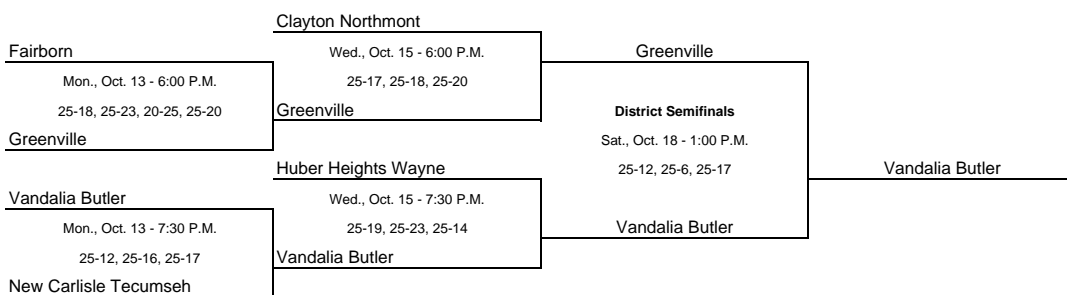 Clayton Northmont
Fairborn
Wed., Oct. 15 - 6:00 P.M.
Greenville
Mon., Oct. 13 - 6:00 P.M.
25-17, 25-18, 25-20
25-18, 25-23, 20-25, 25-20
Greenville
District Semifinals
Greenville
Sat., Oct. 18 - 1:00 P.M.
Huber Heights Wayne
25-12, 25-6, 25-17
Vandalia Butler
Vandalia Butler
Wed., Oct. 15 - 7:30 P.M.
Mon., Oct. 13 - 7:30 P.M.
25-19, 25-23, 25-14
Vandalia Butler
25-12, 25-16, 25-17
Vandalia Butler
New Carlisle Tecumseh